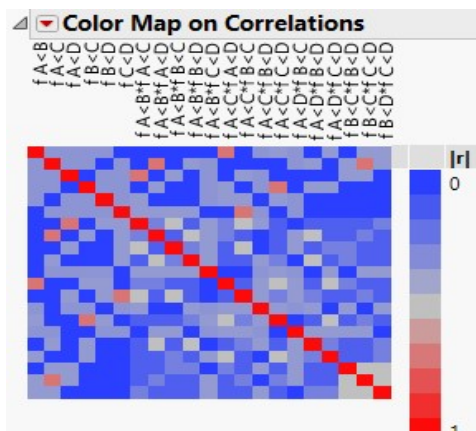 Color Map on Correlations
f A<B
f A<C
f A<D
f B<C
f B<D
f C<D
f A<B*f A<C
f A<B*f A<D
f A<B*f B<C
f A<B*f B<D
f A<B*f C<D
f A<C*f A<D
f A<C*f B<C
f A<C*f B<D
f A<C*f C<D
f A<D*f B<C
f A<D*f B<D
f A<D*f C<D
f B<C*f B<D
f B<C*f C<D
f B<D*f C<D
|r|
0
1